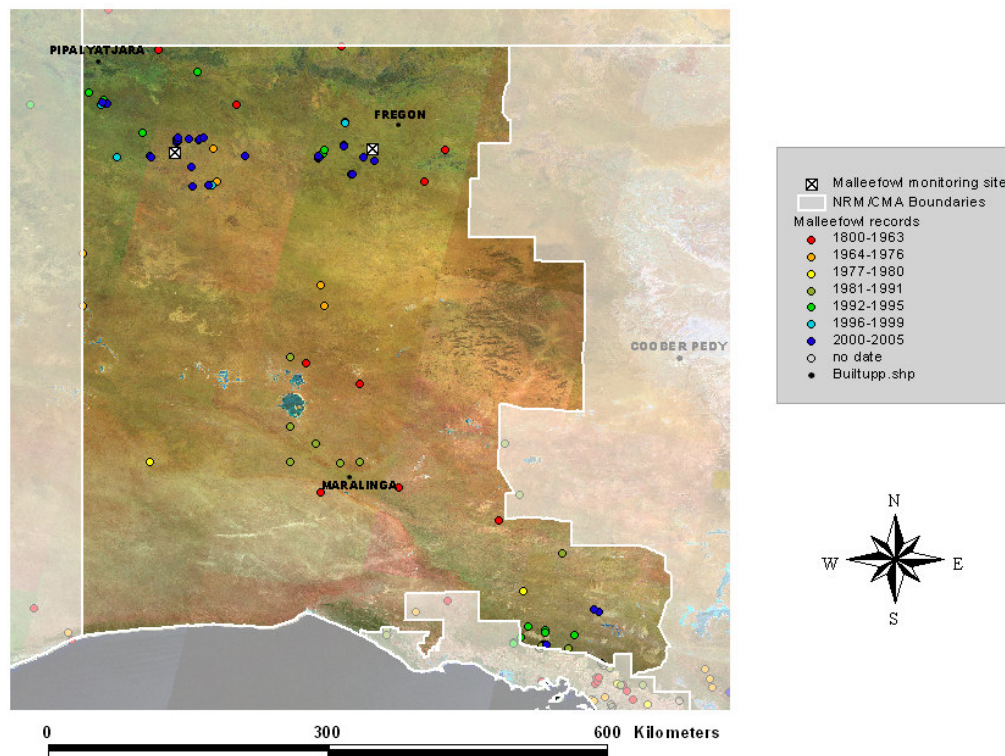 PIPALYATJARA
FREGON
COOBER PEDY
MARALINGA
Malleefowl monitoring site
NRM/CMA Boundaries
Malleefowl records
1800-1963
1964-1976
1977-1980
1981-1991
1992-1995
1996-1999
2000-2005
no date
Builtupp.shp
N
W E
S
0 300 600 Kilometers